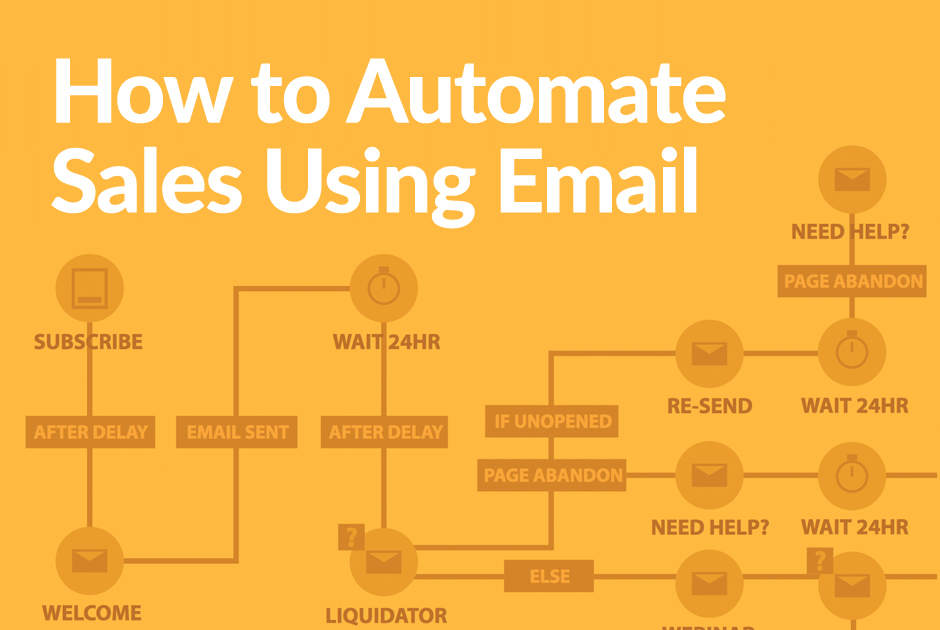 How to Automate
Sales Using Email
NEED HELP?
PAGE ABANDON
SUBSCRIBE
WAIT 24HR
RE-SEND
WAIT 24HR
AFTER DELAY
EMAIL SENT
AFTER DELAY
IF UNOPENED
PAGE ABANDON
NEED HELP?
WAIT 24HR
?
?
ELSE
WELCOME
LIQUIDATOR
WEBINAR